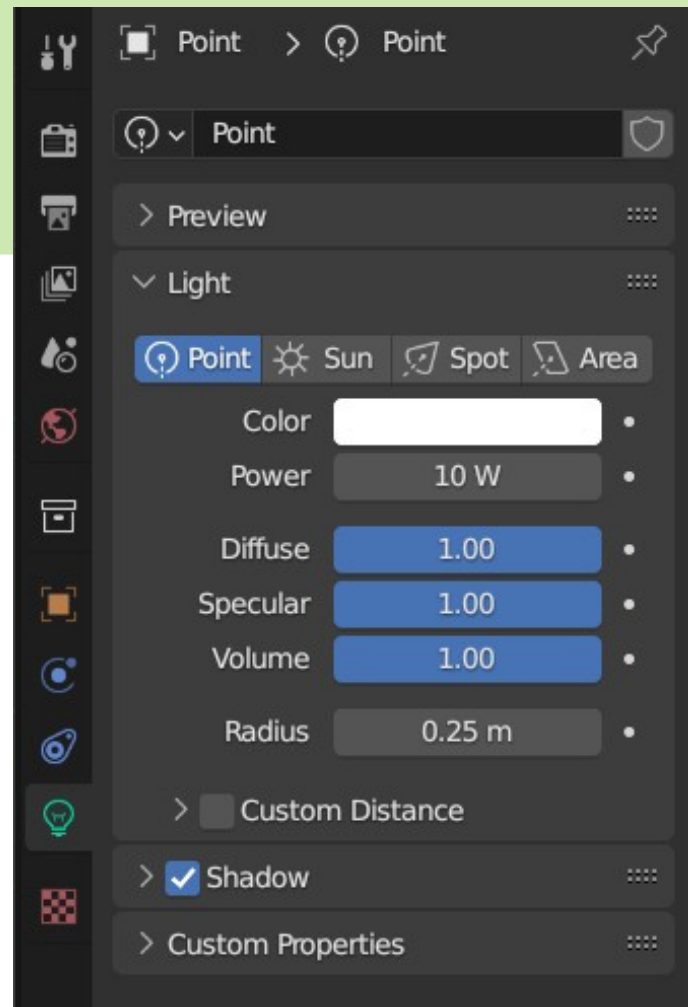 Point > Point
Point
Preview
Light
Point Sun Spot Area
Color
Power 10 W
Diffuse 1.00
Specular 1.00
Volume 1.00
Radius 0.25 m
Custom Distance
Shadow
Custom Properties